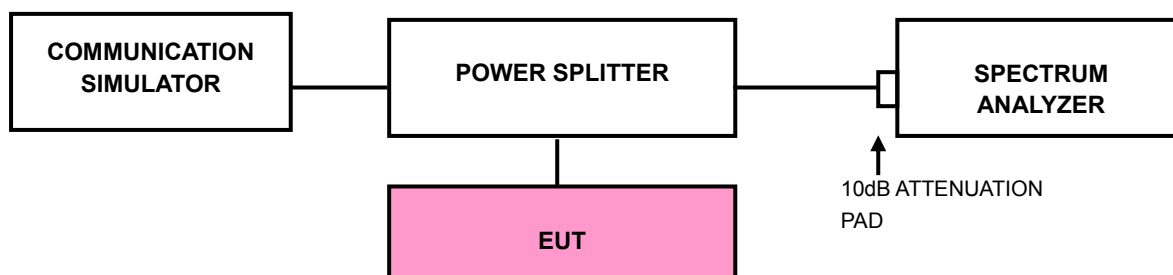 COMMUNICATION
SIMULATOR
POWER SPLITTER
SPECTRUM
ANALYZER
10dB ATTENUATION
PAD
EUT